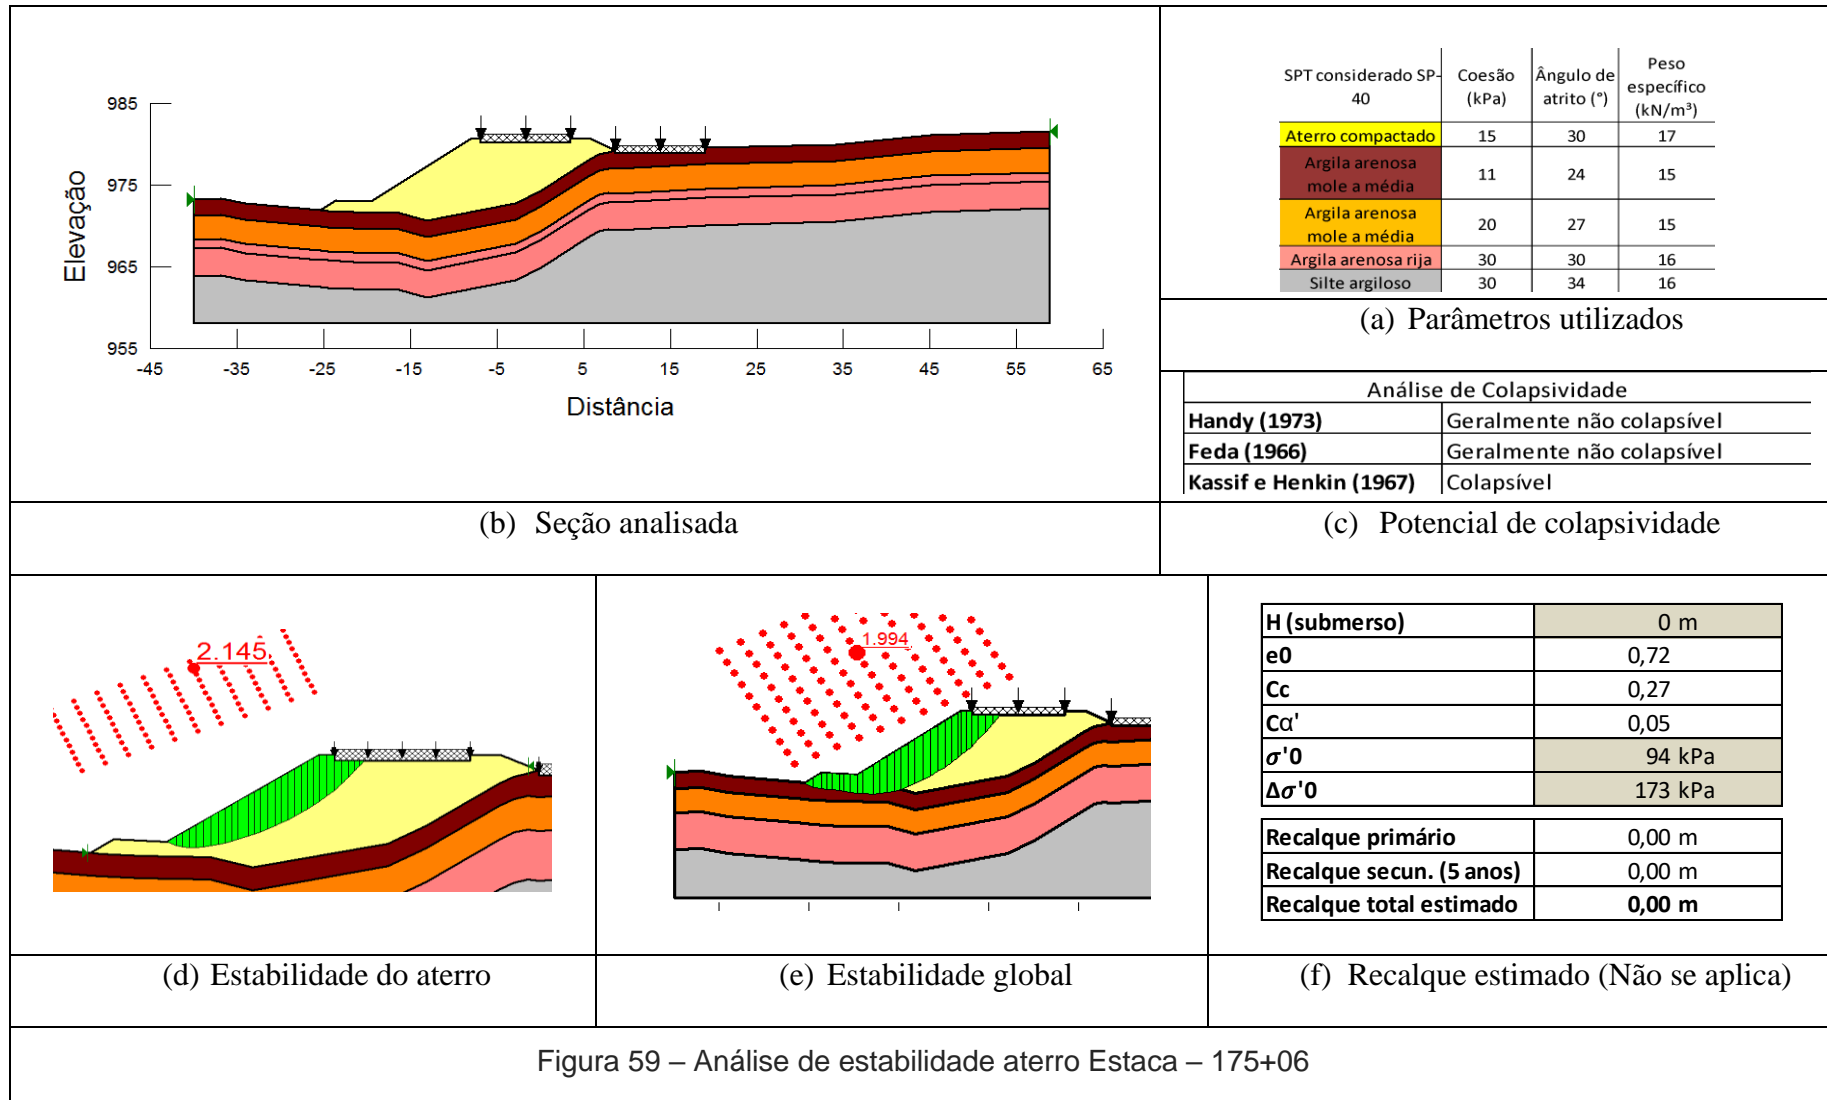 985
975
965
955
Elevação
-45 -35 -25 -15 -5 5 15 25 35 45 55 65
Distância
(b) Seção analisada
SPT considerado SP-40 Coesão (kPa) Ângulo de atrito (°) Peso específico (kN/m³)
Aterro compactado 15 30 17
Argila arenosa mole a média 11 24 15
Argila arenosa mole a média 20 27 15
Argila arenosa rija 30 30 16
Silte argiloso 30 34 16
(a) Parâmetros utilizados
Análise de Colapsividade
Handy (1973) Geralmente não colapsível
Feda (1966) Geralmente não colapsível
Kassif e Henkin (1967) Colapsível
(c) Potencial de colapsividade
2.145
(d) Estabilidade do aterro
1.994
(e) Estabilidade global
H (submerso) 0 m
e0 0,72
Cc 0,27
Cα' 0,05
σ'0 94 kPa
Δσ'0 173 kPa
Recalque primário 0,00 m
Recalque secun. (5 anos) 0,00 m
Recalque total estimado 0,00 m
(f) Recalque estimado (Não se aplica)
Figura 59 – Análise de estabilidade aterro Estaca – 175+06